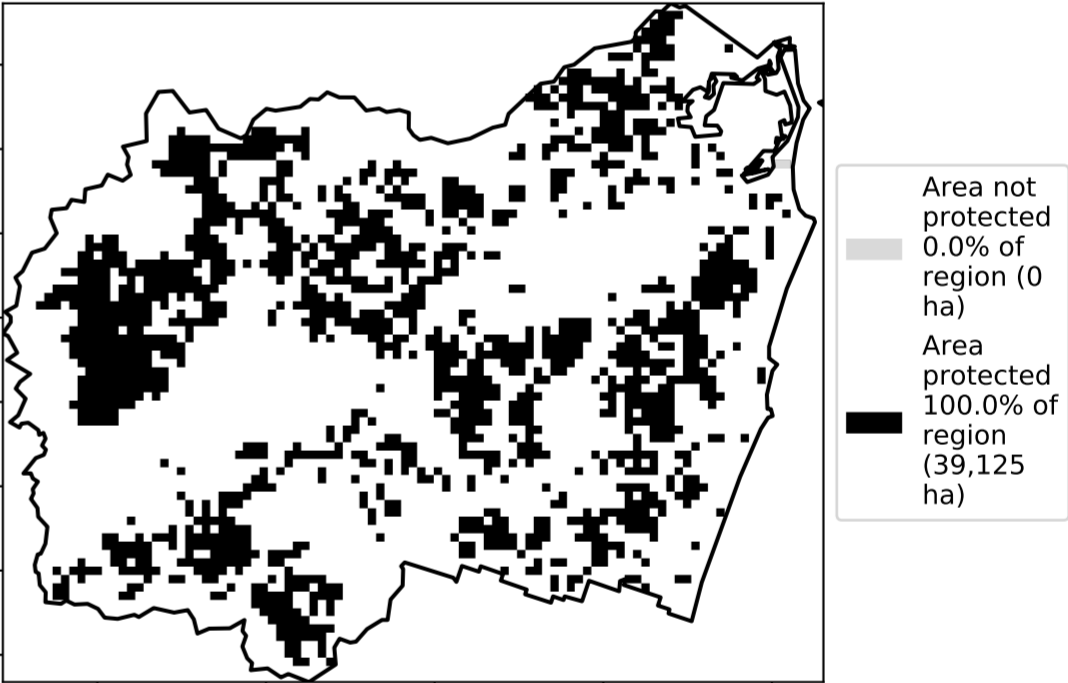 Area not
protected
0.0% of
region (0
ha)
Area
protected
100.0% of
region
(39,125
ha)